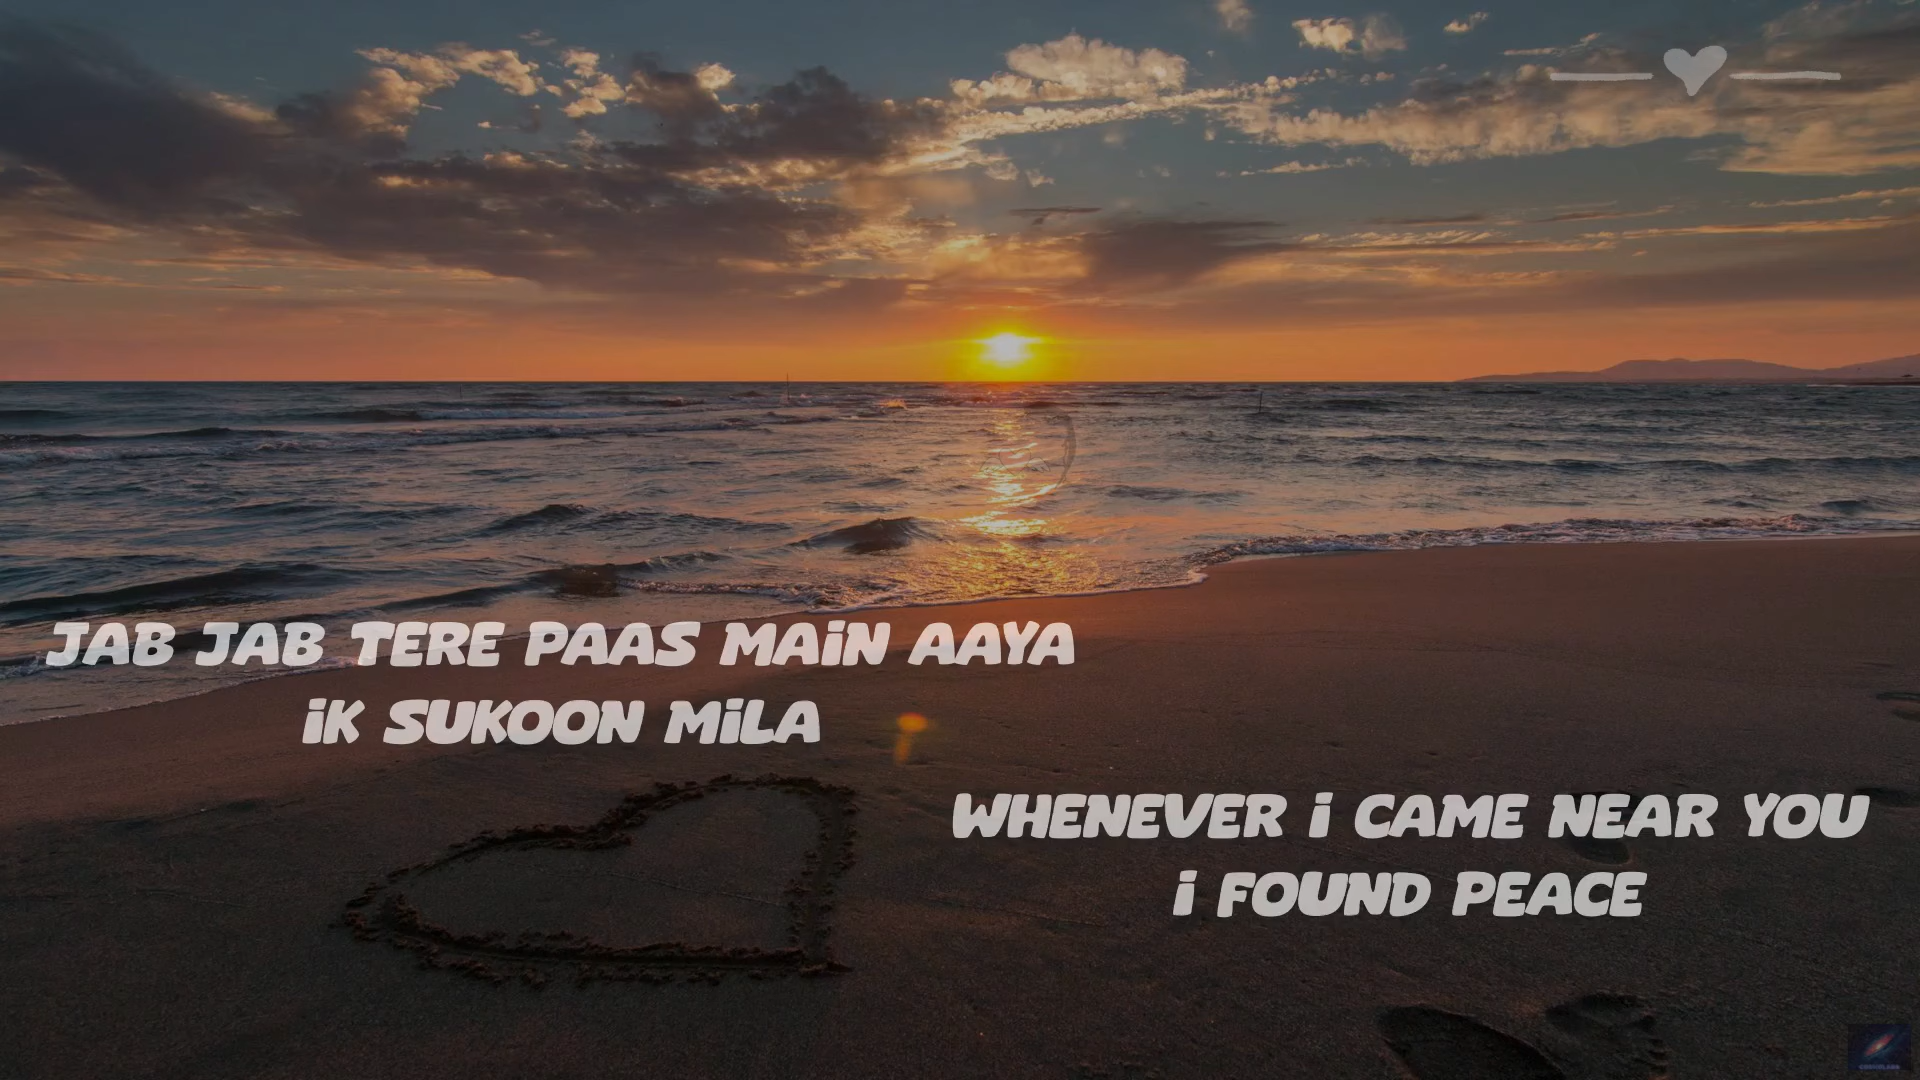 JAB JAB TERE PAAS MAIN AAYA
IK SUKOON MILA
WHENEVER I CAME NEAR YOU
I FOUND PEACE